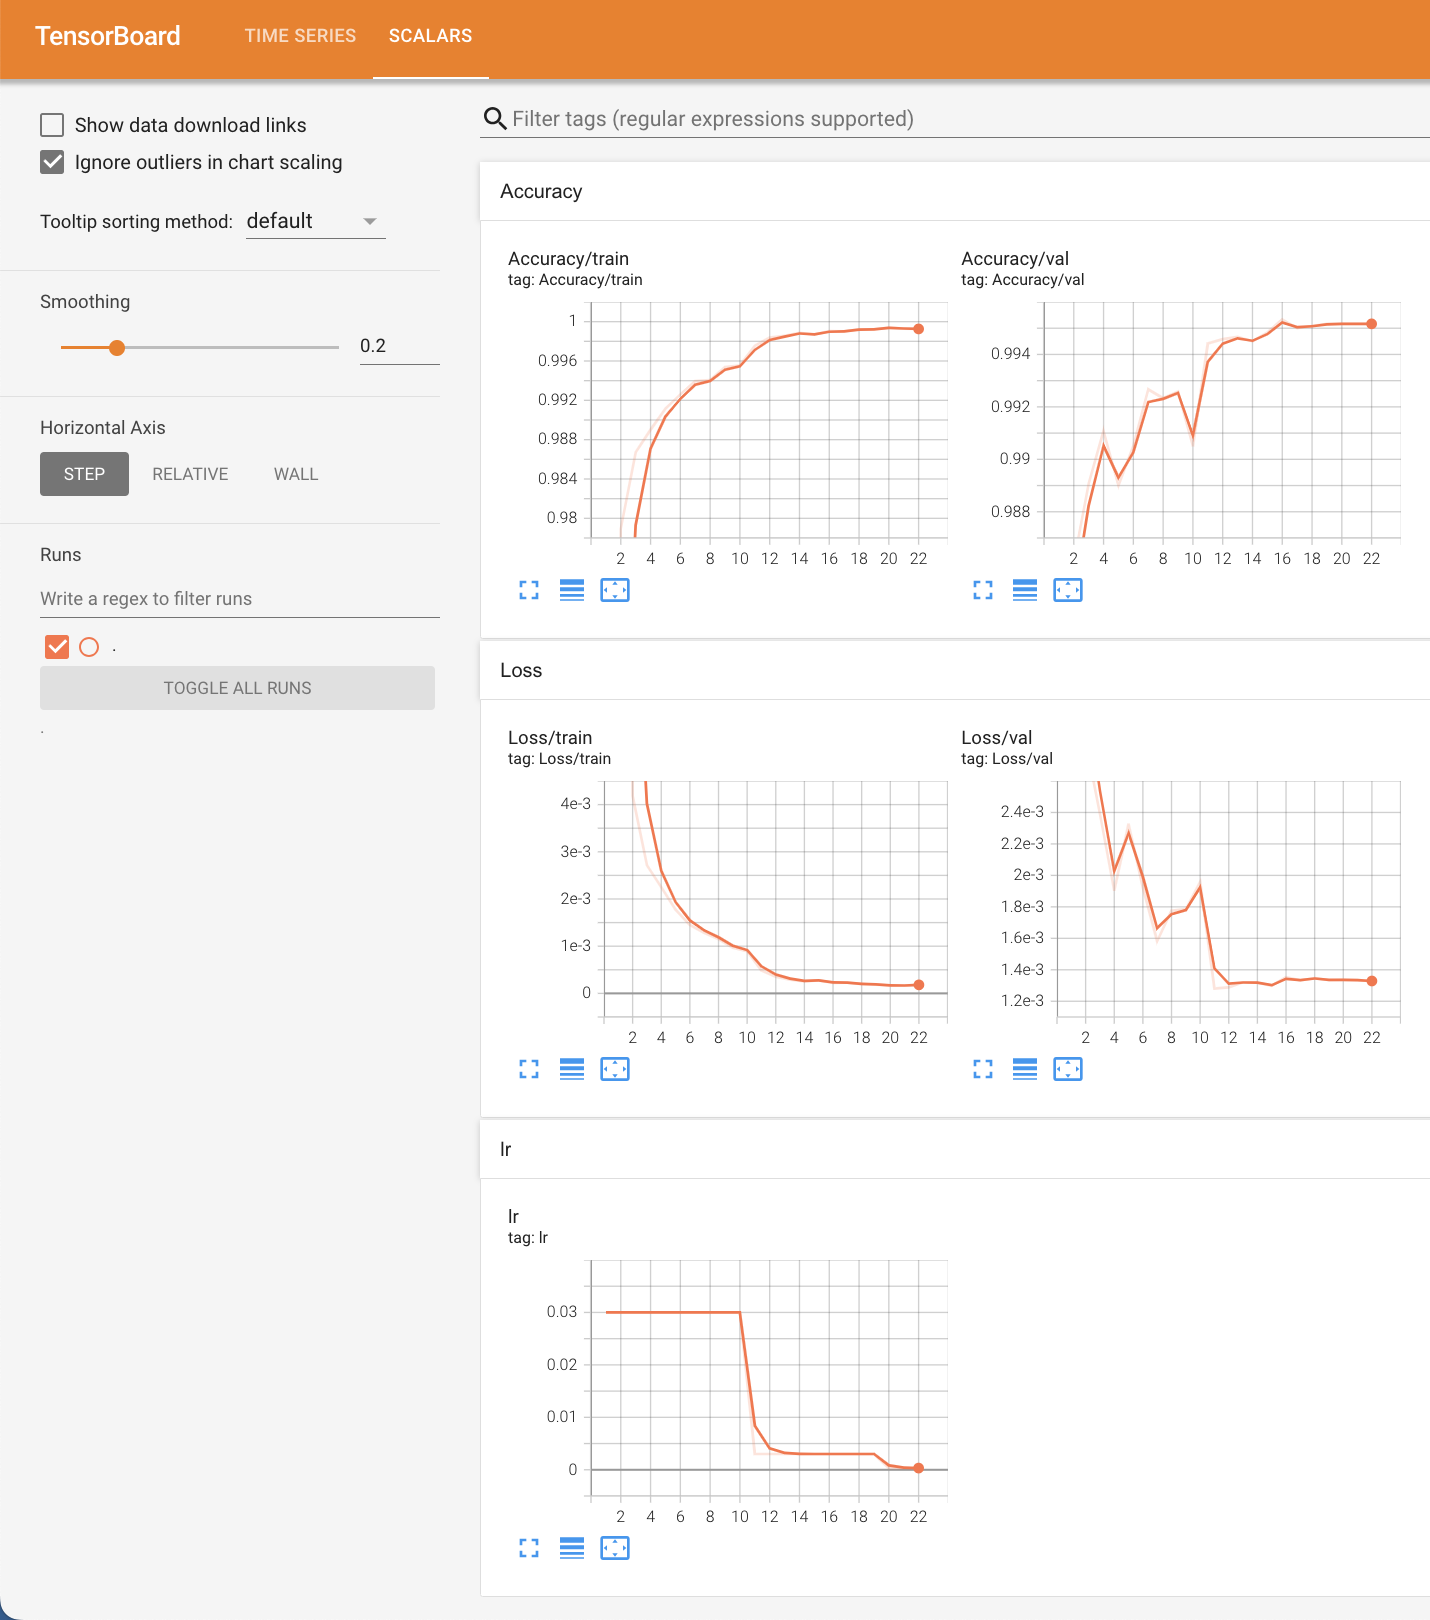 TensorBoard TIME SERIES SCALARS
Show data download links
Ignore outliers in chart scaling
Tooltip sorting method: default
Smoothing
0.2
Horizontal Axis
STEP RELATIVE WALL
Runs
Write a regex to filter runs
.
TOGGLE ALL RUNS
.
Filter tags (regular expressions supported)
Accuracy
Accuracy/train
tag: Accuracy/train
1
0.996
0.992
0.988
0.984
0.98
2 4 6 8 10 12 14 16 18 20 22
Accuracy/val
tag: Accuracy/val
0.994
0.992
0.99
0.988
2 4 6 8 10 12 14 16 18 20 22
Loss
Loss/train
tag: Loss/train
4e-3
3e-3
2e-3
1e-3
0
2 4 6 8 10 12 14 16 18 20 22
Loss/val
tag: Loss/val
2.4e-3
2.2e-3
2e-3
1.8e-3
1.6e-3
1.4e-3
1.2e-3
2 4 6 8 10 12 14 16 18 20 22
lr
lr
tag: lr
0.03
0.02
0.01
0
2 4 6 8 10 12 14 16 18 20 22